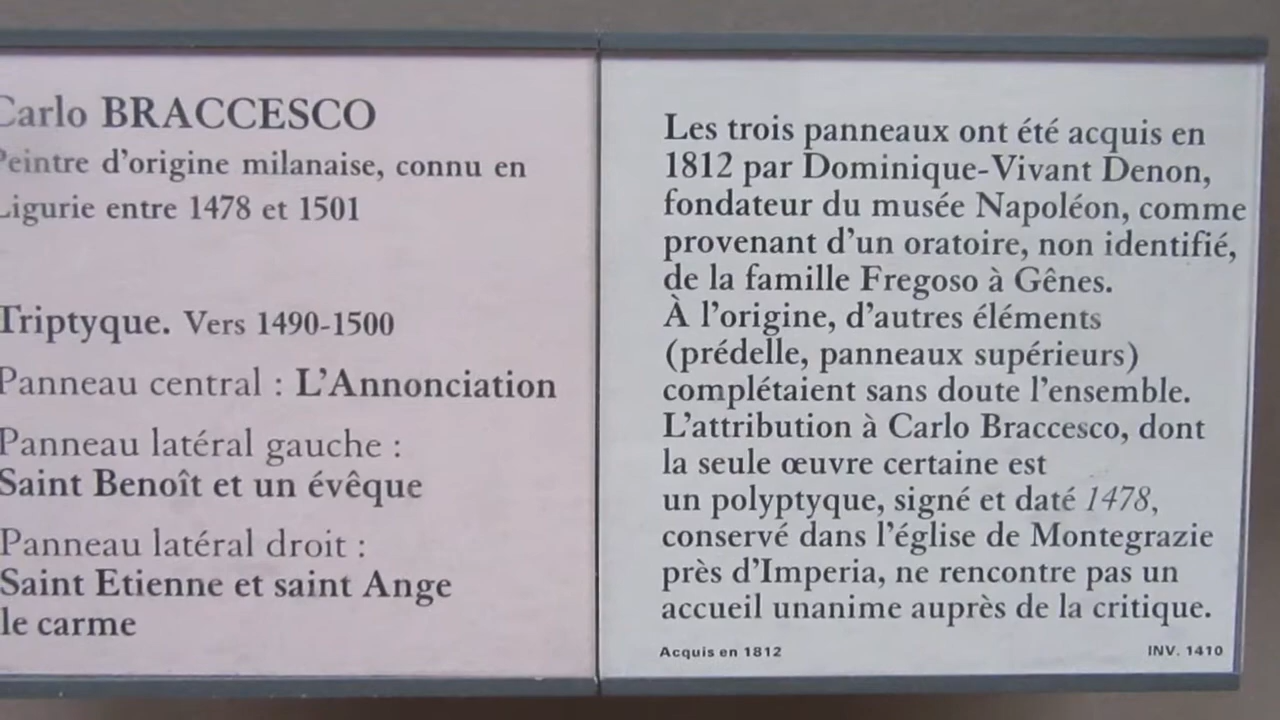 Carlo BRACCESCO
Peintre d'origine milanaise, connu en
Ligurie entre 1478 et 1501
Triptyque. Vers 1490-1500
Panneau central : L'Annonciation
Panneau latéral gauche :
Saint Benoît et un évêque
Panneau latéral droit :
Saint Etienne et saint Ange
le carme
Les trois panneaux ont été acquis en
1812 par Dominique-Vivant Denon,
fondateur du musée Napoléon, comme
provenant d'un oratoire, non identifié,
de la famille Fregoso à Gênes.
À l'origine, d'autres éléments
(prédelle, panneaux supérieurs)
complétaient sans doute l'ensemble.
L'attribution à Carlo Braccesco, dont
la seule œuvre certaine est
un polyptyque, signé et daté 1478,
conservé dans l'église de Montegrazie
près d'Imperia, ne rencontre pas un
accueil unanime auprès de la critique.
Acquis en 1812
INV. 1410